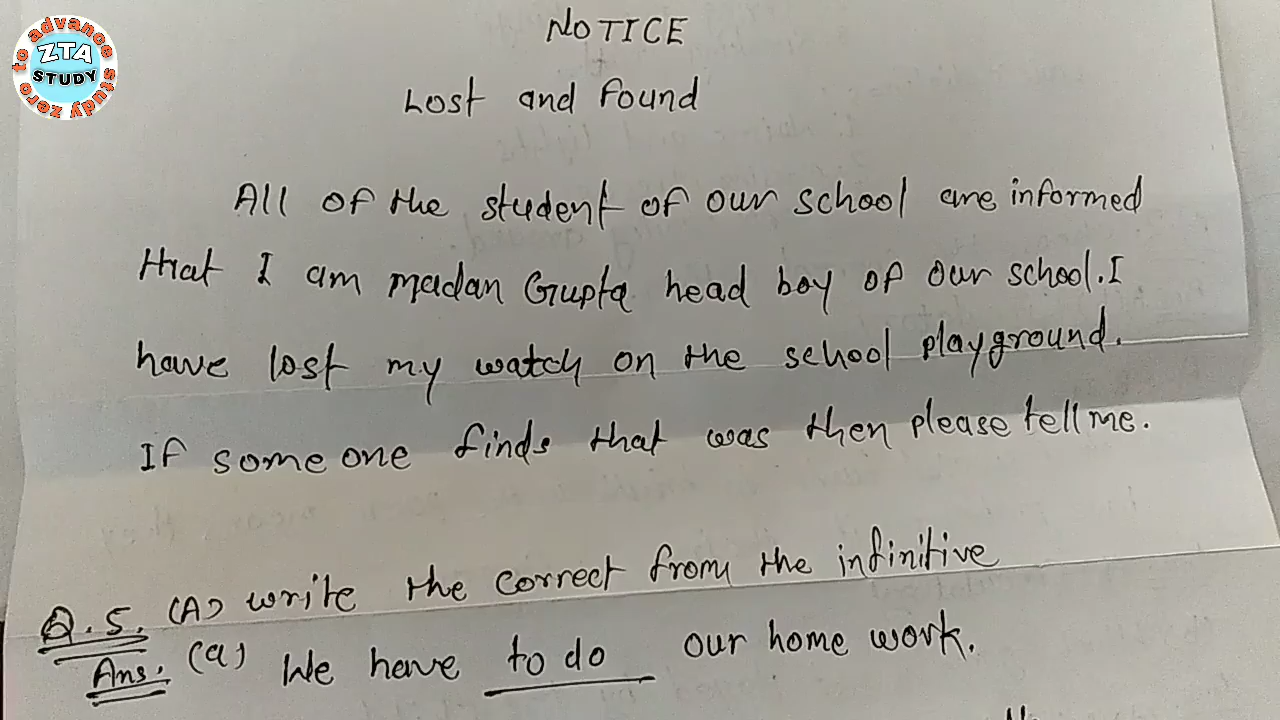 zero to advance study
ZTA
STUDY
NOTICE
Lost and Found
All of the student of our school are informed
that I am madan Gupta head boy of our school. I
have lost my watch on the school playground.
If some one finds that was then please tell me.
Q.5. (A) write the correct from the infinitive
Ans. (a) We have to do our home work.